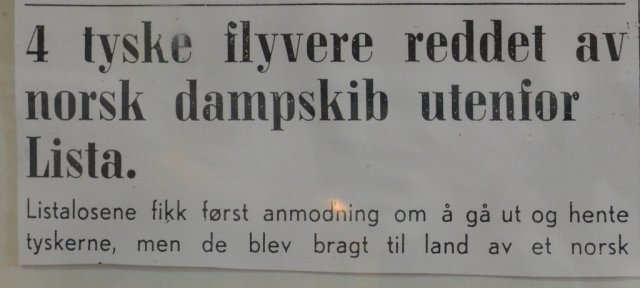 4 tyske flyvere reddet av
norsk dampskib utenfor
Lista.
Listalosene fikk først anmodning om å gå ut og hente
tyskerne, men de blev bragt til land av et norsk